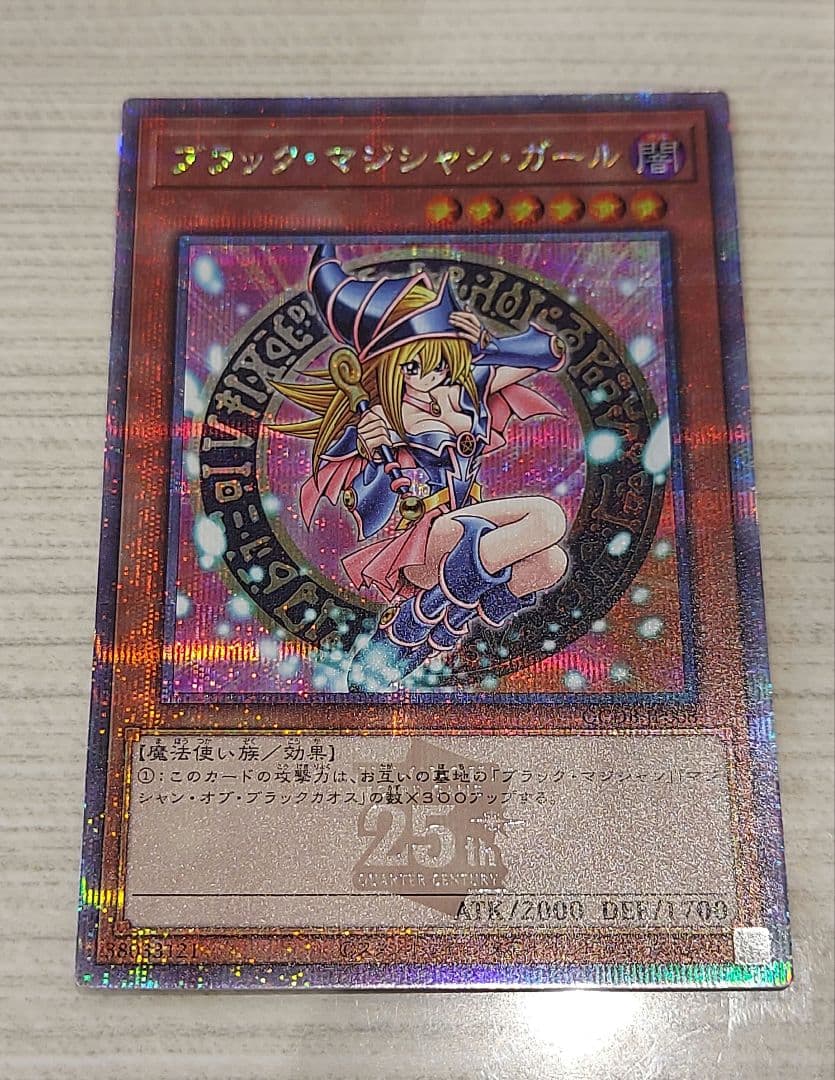 ブラック・マジシャン・ガール 闇
【魔法使い族／効果】
①：このカードの攻撃力は、お互いの墓地の「ブラック・マジシャン」「マジ
シャン・オブ・ブラックカオス」の数×３００アップする。
25th
QUARTER CENTURY
ATK/2000 DEF/1700